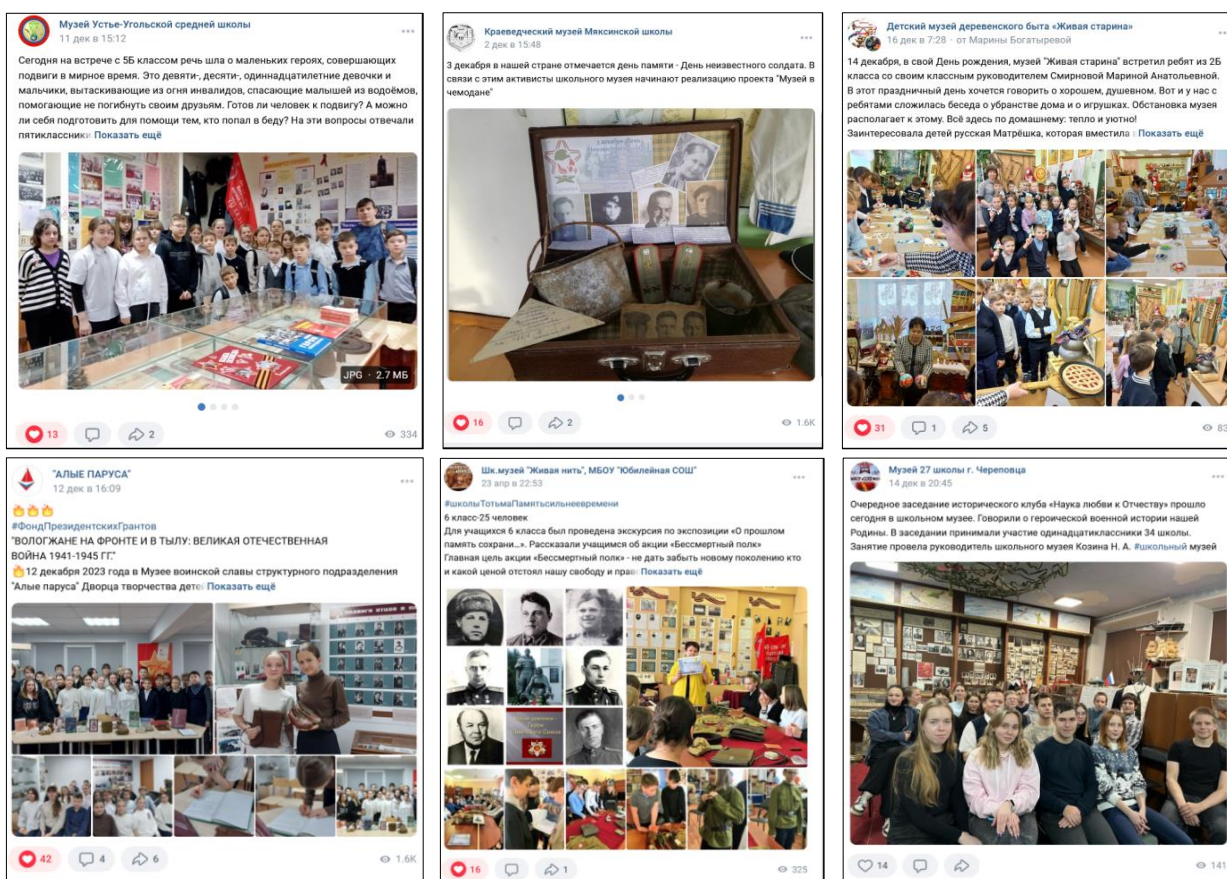 Музей Устье-Угольской средней школы
11 дек в 15:12
Сегодня на встрече с 5Б классом речь шла о маленьких героях, совершающих
подвиги в мирное время. Это девяти-, десяти-, одиннадцатилетние девочки и
мальчики, вытаскивающие из огня инвалидов, спасающие малышей из водоёмов,
помогающие не погибнуть своим друзьям. Готов ли человек к подвигу? А можно
ли себя подготовить для помощи тем, кто попал в беду? На эти вопросы отвечали
пятиклассники Показать ещё
JPG · 2.7 МБ
13 2 334
Краеведческий музей Мяксинской школы
2 дек в 15:48
3 декабря в нашей стране отмечается день памяти - День неизвестного солдата. В
связи с этим активисты школьного музея начинают реализацию проекта "Музей в
чемодане"
16 2 1.6K
Детский музей деревенского быта «Живая старина»
16 дек в 7:28 · от Марины Богатыревой
14 декабря, в свой День рождения, музей "Живая старина" встретил ребят из 2Б
класса со своим классным руководителем Смирновой Мариной Анатольевной.
В этот праздничный день хочется говорить о хорошем, душевном. Вот и у нас с
ребятами сложилась беседа о убранстве дома и о игрушках. Обстановка музея
располагает к этому. Всё здесь по домашнему: тепло и уютно!
Заинтересовала детей русская Матрёшка, которая вместила Показать ещё
31 1 5 83
"АЛЫЕ ПАРУСА"
12 дек в 16:09
#ФондПрезидентскихГрантов
"ВОЛОГЖАНЕ НА ФРОНТЕ И В ТЫЛУ: ВЕЛИКАЯ ОТЕЧЕСТВЕННАЯ
ВОЙНА 1941-1945 ГГ."
12 декабря 2023 года в Музее воинской славы структурного подразделения
"Алые паруса" Дворца творчества дете Показать ещё
42 4 6 1.6K
Шк.музей "Живая нить", МБОУ "Юбилейная СОШ"
23 апр в 22:53
#школыТотьмаПамятьсильнеевремени
6 класс-25 человек
Для учащихся 6 класса был проведена экскурсия по экспозиции «О прошлом
память сохрани...». Рассказали учащимся об акции «Бессмертный полк»
Главная цель акции «Бессмертный полк» - не дать забыть новому поколению кто
и какой ценой отстоял нашу свободу и прав Показать ещё
16 1 325
Музей 27 школы г. Череповца
14 дек в 20:45
Очередное заседание исторического клуба «Наука любви к Отчеству» прошло
сегодня в школьном музее. Говорили о героической военной истории нашей
Родины. В заседании принимали участие одинадцатиклассники 34 школы.
Занятие провела руководитель школьного музея Козина Н. А. #школьный музей
14 141